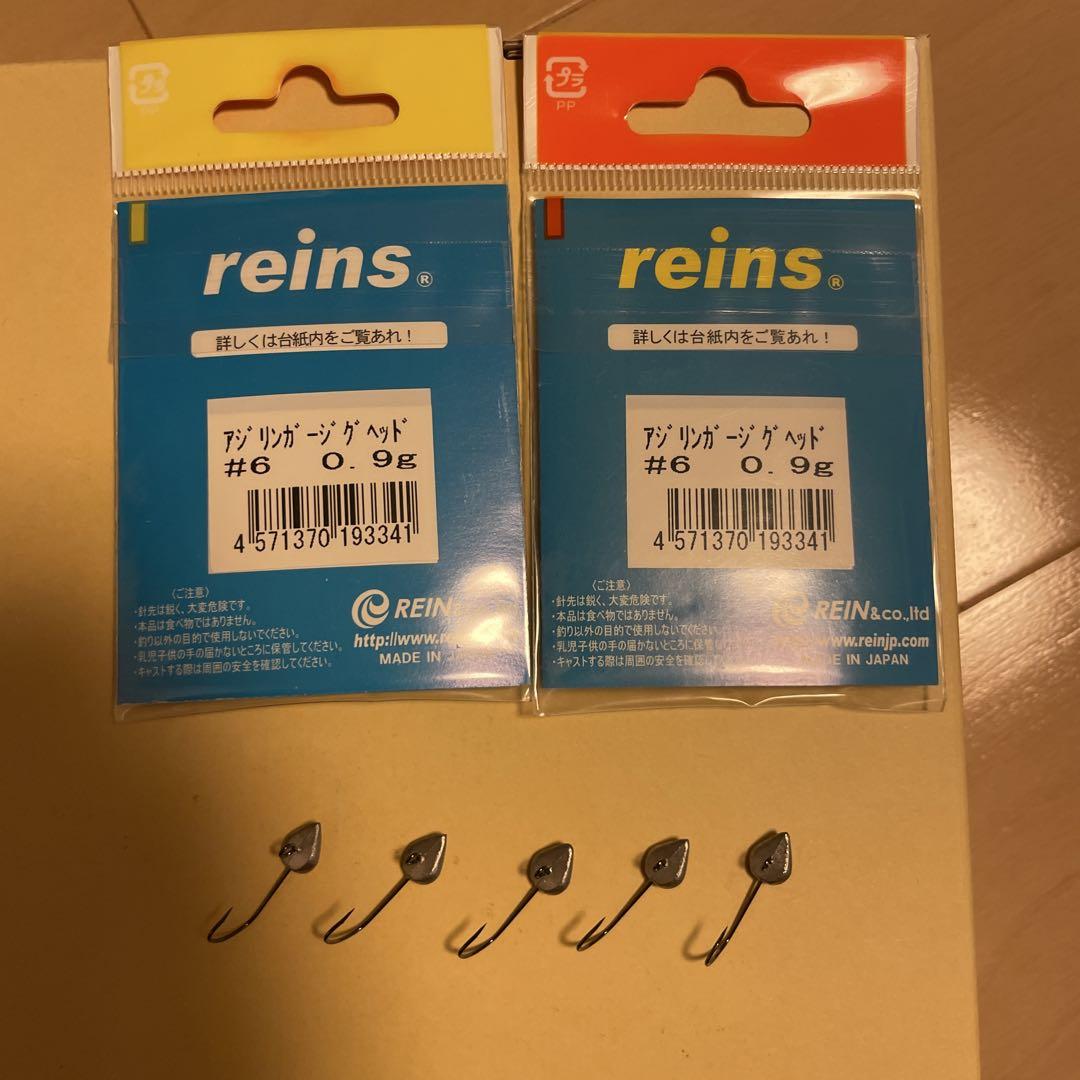 プラ
reins®
詳しくは台紙内をご覧あれ！
ｱｼﾞﾘﾝｶﾞｰｼﾞｸﾞﾍｯﾄﾞ
#6 0.9g
4 571370 193341
〈ご注意〉
・針先は鋭く、大変危険です。
・本品は食べ物ではありません。
・釣り以外の目的で使用しないでください。
・乳児子供の手の届かないところに保管してください。
・キャストする際は周囲の安全を確認してください。
REIN
http://www.re
MADE IN
プラ
PP
reins®
詳しくは台紙内をご覧あれ！
ｱｼﾞﾘﾝｶﾞｰｼﾞｸﾞﾍｯﾄﾞ
#6 0.9g
4 571370 193341
〈ご注意〉
・針先は鋭く、大変危険です。
・本品は食べ物ではありません。
・釣り以外の目的で使用しないでください。
・乳児子供の手の届かないところに保管
・キャストする際は周囲の安全を確認してください。
REIN&co.,ltd
www.reinjp.com
MADE IN JAPAN